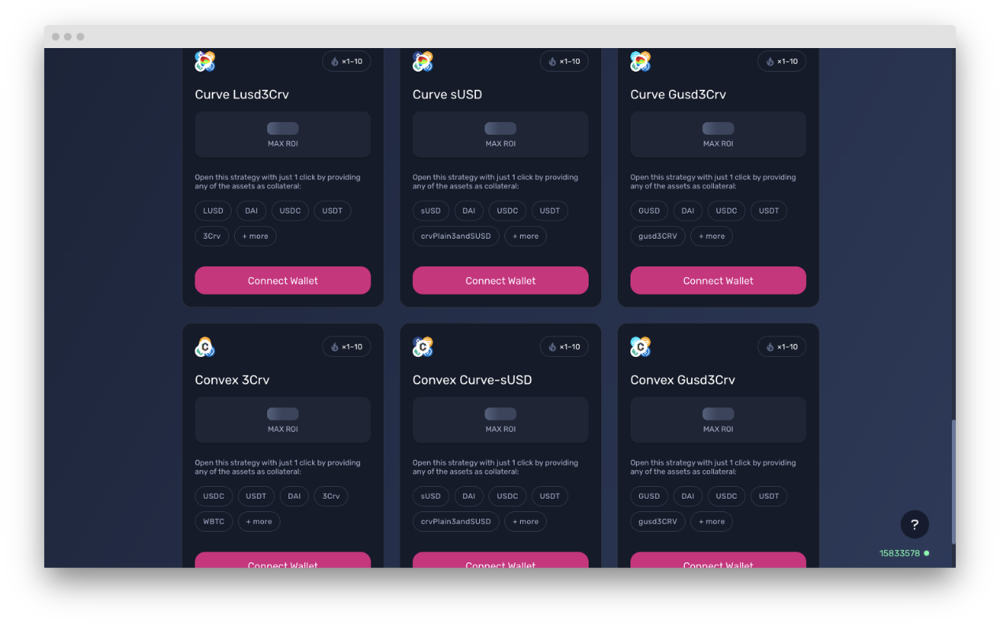 ×1–10 ×1–10 ×1–10
Curve Lusd3Crv Curve sUSD Curve Gusd3Crv
MAX ROI MAX ROI MAX ROI
Open this strategy with just 1 click by providing Open this strategy with just 1 click by providing Open this strategy with just 1 click by providing
any of the assets as collateral: any of the assets as collateral: any of the assets as collateral:
LUSD DAI USDC USDT sUSD DAI USDC USDT GUSD DAI USDC USDT
3Crv + more crvPlain3andSUSD + more gusd3CRV + more
Connect Wallet Connect Wallet Connect Wallet
C ×1–10 C ×1–10 C ×1–10
Convex 3Crv Convex Curve-sUSD Convex Gusd3Crv
MAX ROI MAX ROI MAX ROI
Open this strategy with just 1 click by providing Open this strategy with just 1 click by providing Open this strategy with just 1 click by providing
any of the assets as collateral: any of the assets as collateral: any of the assets as collateral:
USDC USDT DAI 3Crv sUSD DAI USDC USDT GUSD DAI USDC USDT
WBTC + more crvPlain3andSUSD + more gusd3CRV + more
?
15833578
Connect Wallet Connect Wallet Connect Wallet